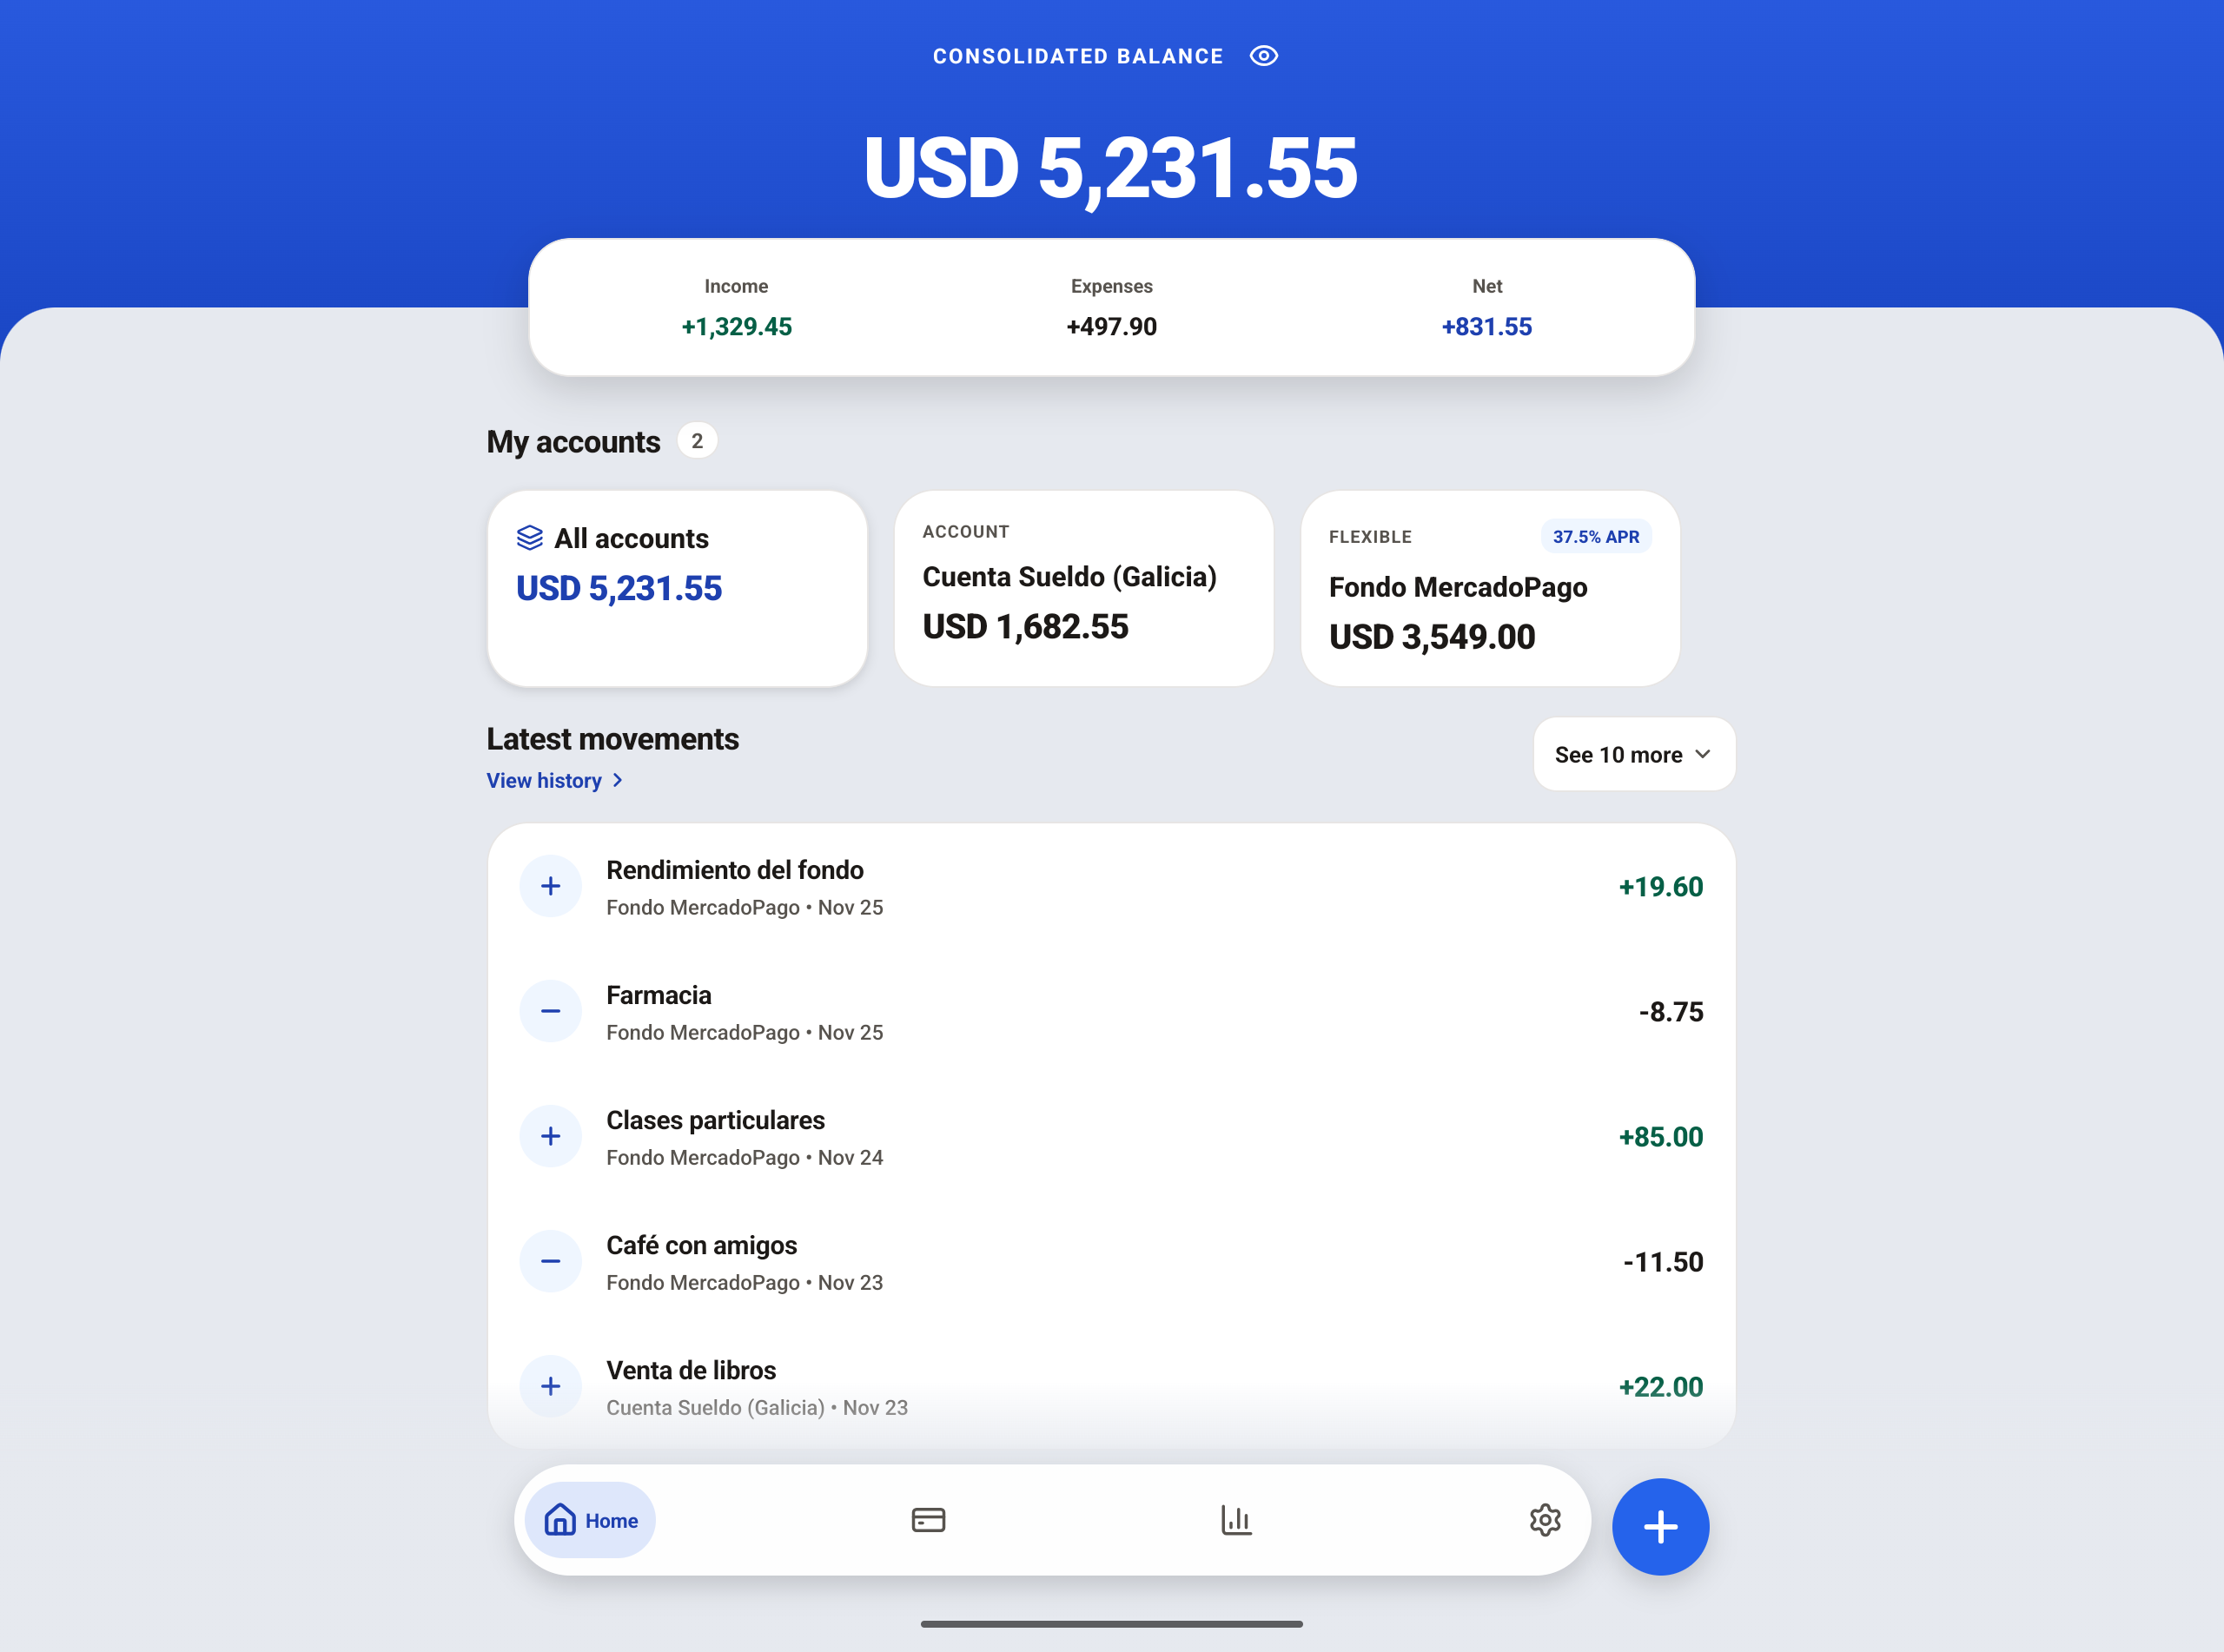 CONSOLIDATED BALANCE
USD 5,231.55
Income
+1,329.45
Expenses
+497.90
Net
+831.55
My accounts 2
All accounts
USD 5,231.55
ACCOUNT
Cuenta Sueldo (Galicia)
USD 1,682.55
FLEXIBLE 37.5% APR
Fondo MercadoPago
USD 3,549.00
Latest movements
View history
See 10 more
Rendimiento del fondo
Fondo MercadoPago • Nov 25
+19.60
Farmacia
Fondo MercadoPago • Nov 25
-8.75
Clases particulares
Fondo MercadoPago • Nov 24
+85.00
Café con amigos
Fondo MercadoPago • Nov 23
-11.50
Venta de libros
Cuenta Sueldo (Galicia) • Nov 23
+22.00
Home